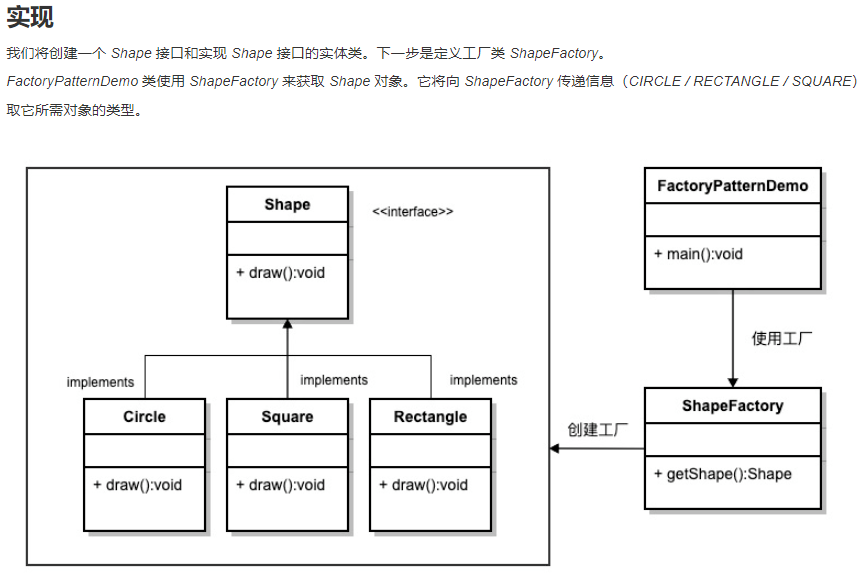 实现
我们将创建一个 Shape 接口和实现 Shape 接口的实体类。下一步是定义工厂类 ShapeFactory。
FactoryPatternDemo 类使用 ShapeFactory 来获取 Shape 对象。它将向 ShapeFactory 传递信息（CIRCLE / RECTANGLE / SQUARE）
取它所需对象的类型。
Shape
<<interface>>
+ draw():void
FactoryPatternDemo
+ main():void
使用工厂
implements
implements
implements
Circle
+ draw():void
Square
+ draw():void
Rectangle
+ draw():void
创建工厂
ShapeFactory
+ getShape():Shape